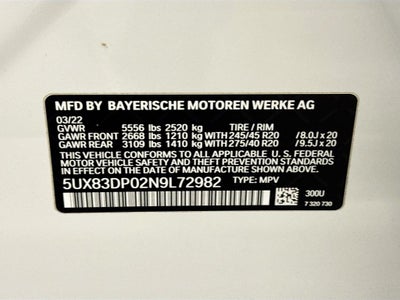 MFD BY BAYERISCHE MOTOREN WERKE AG
03/22
GVWR 5556 lbs 2520 kg TIRE / RIM
GAWR FRONT 2668 lbs 1210 kg WITH 245/45 R20 /8.0J x 20
GAWR REAR 3109 lbs 1410 kg WITH 275/40 R20 /9.5J x 20
THIS VEHICLE CONFORMS TO ALL APPLICABLE U.S. FEDERAL
MOTOR VEHICLE SAFETY AND THEFT PREVENTION STANDARDS
IN EFFECT ON THE DATE OF MANUFACTURE SHOWN ABOVE.
5UX83DP02N9L72982 TYPE: MPV 300U
7 320 730